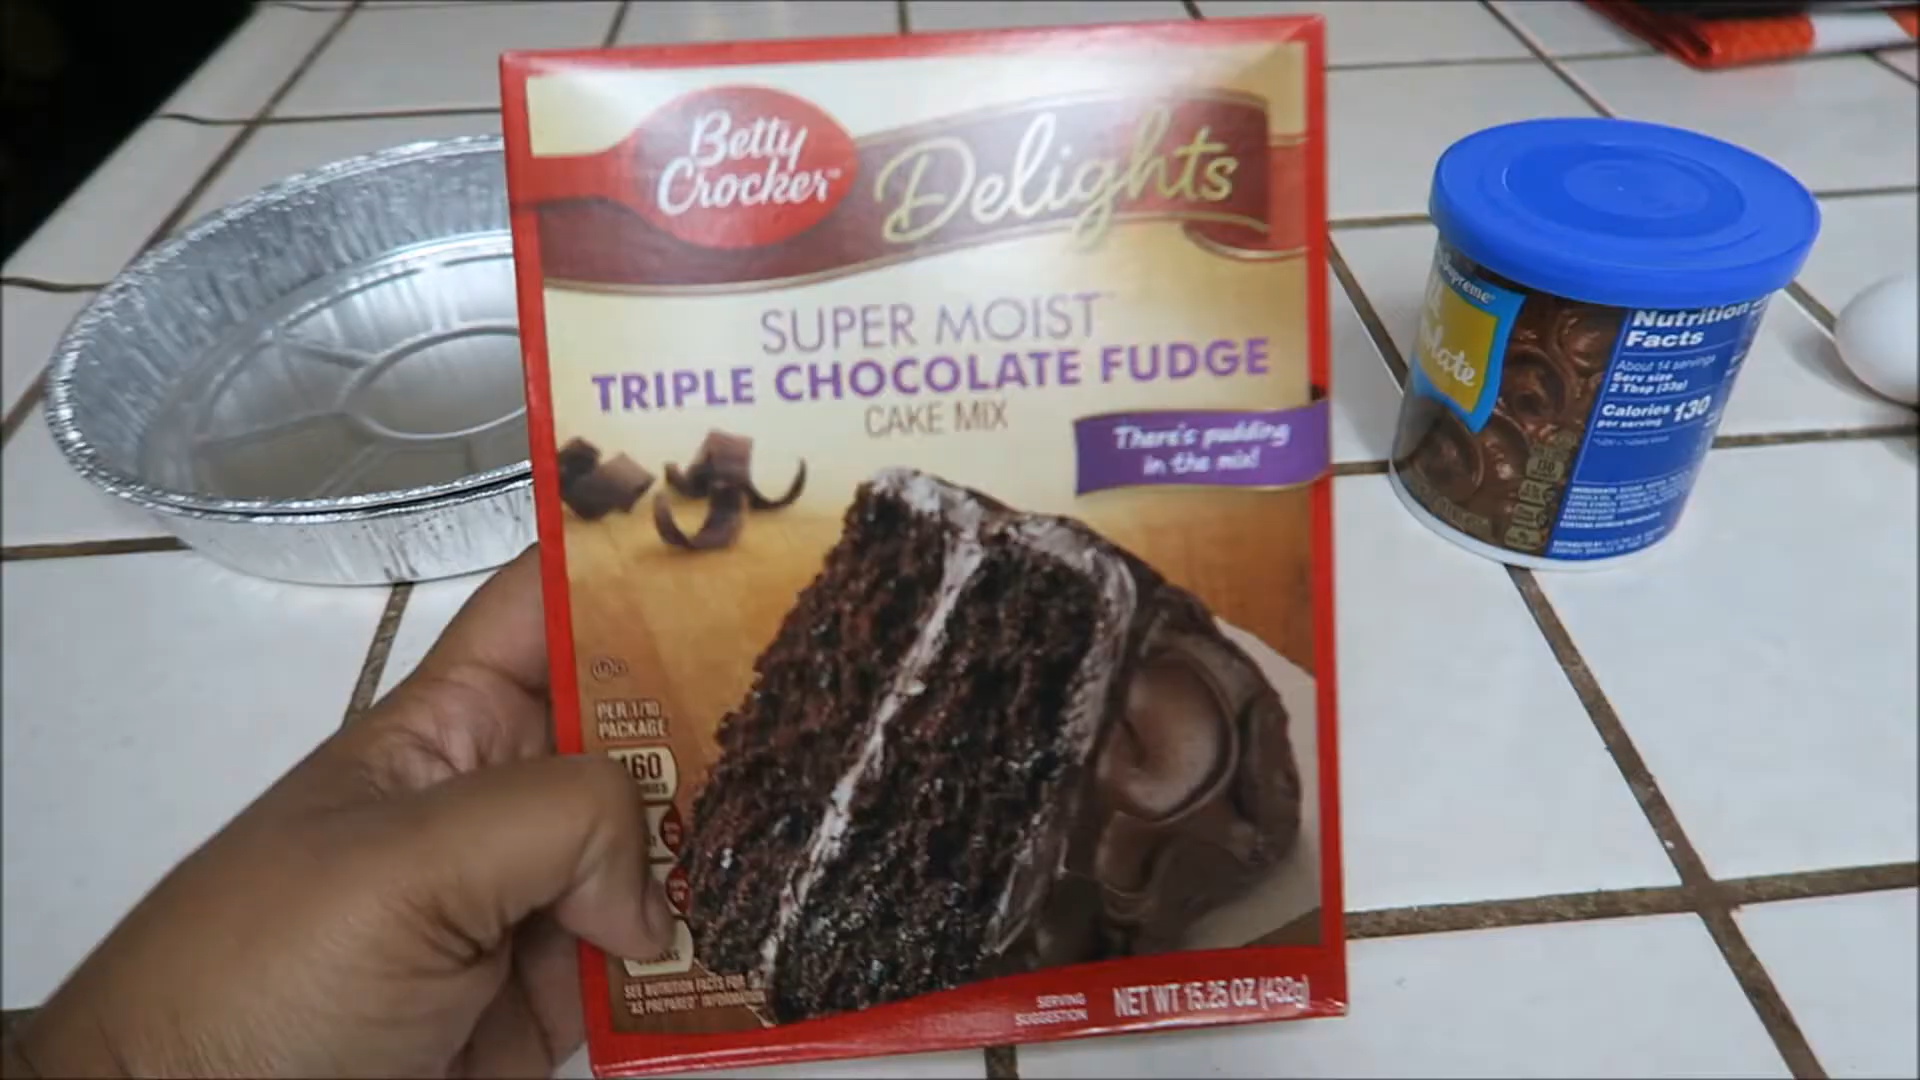 Betty
Crocker™
Delights
SUPER MOIST™
TRIPLE CHOCOLATE FUDGE
CAKE MIX
There's pudding
in the mix!
PER 1/10
PACKAGE
160
SEE NUTRITION FACTS FOR
"AS PREPARED" INFORMATION
SERVING
SUGGESTION
NET WT 15.25 OZ (432g)
Nutrition
Facts
About 14 servings
Serv size
2 Tbsp (33g)
Calories 130
per serving